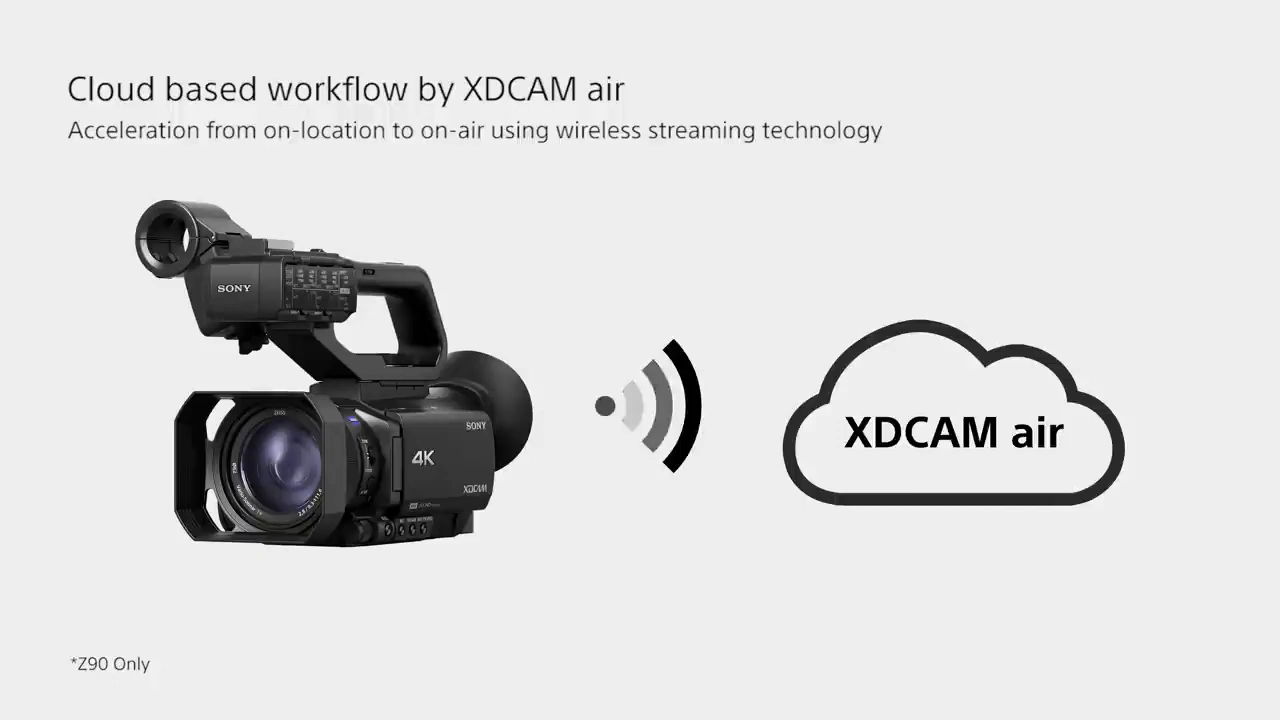 Cloud based workflow by XDCAM air
Acceleration from on-location to on-air using wireless streaming technology
SONY
ZEISS
SONY
4K
XDCAM
XDCAM air
*Z90 Only